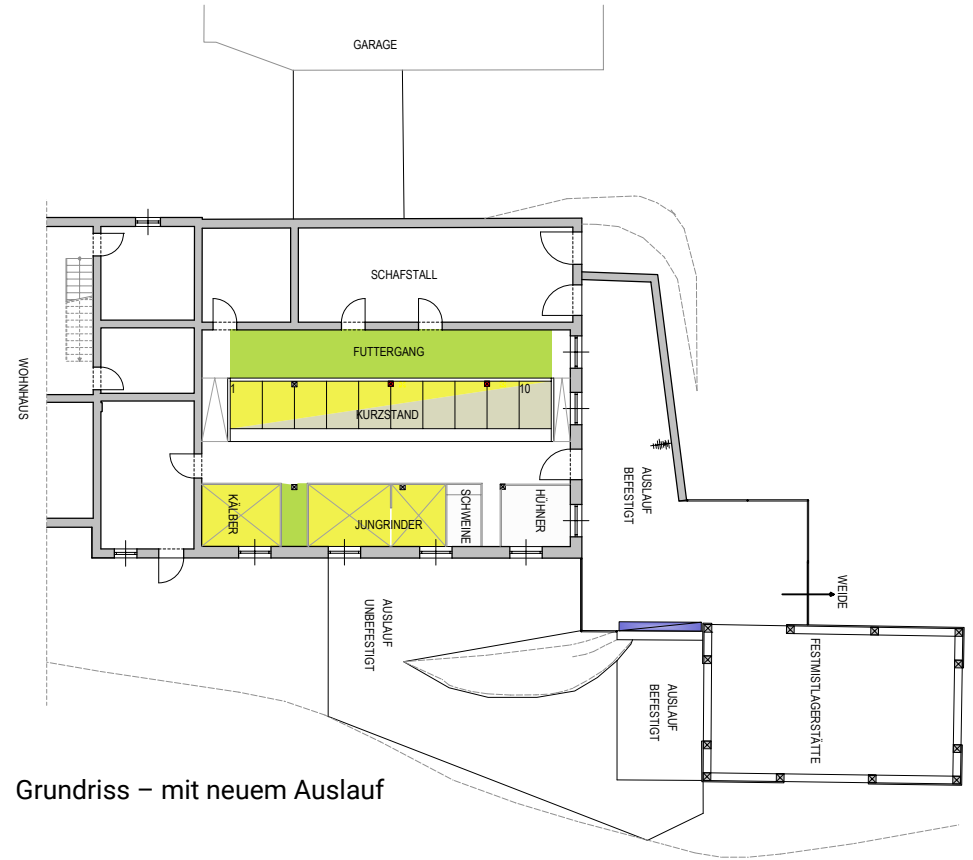 GARAGE
SCHAFSTALL
FUTTERGANG
1
10
KURZSTAND
WOHNHAUS
KÄLBER
JUNGRINDER
SCHWEINE
HÜHNER
AUSLAUF
BEFESTIGT
WEIDE
AUSLAUF
UNBEFESTIGT
AUSLAUF
BEFESTIGT
FESTMISTLAGERSTÄTTE
Grundriss – mit neuem Auslauf